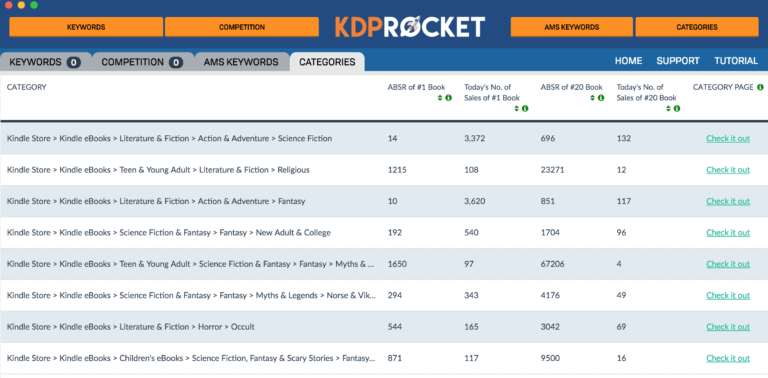 KEYWORDS COMPETITION KDPROCKET AMS KEYWORDS CATEGORIES
KEYWORDS 0 COMPETITION 0 AMS KEYWORDS CATEGORIES HOME SUPPORT TUTORIAL
CATEGORY ABSR of #1 Book Today's No. of Sales of #1 Book ABSR of #20 Book Today's No. of Sales of #20 Book CATEGORY PAGE
Kindle Store > Kindle eBooks > Literature & Fiction > Action & Adventure > Science Fiction 14 3,372 696 132 Check it out
Kindle Store > Kindle eBooks > Teen & Young Adult > Literature & Fiction > Religious 1215 108 23271 12 Check it out
Kindle Store > Kindle eBooks > Literature & Fiction > Action & Adventure > Fantasy 10 3,620 851 117 Check it out
Kindle Store > Kindle eBooks > Science Fiction & Fantasy > Fantasy > New Adult & College 192 540 1704 96 Check it out
Kindle Store > Kindle eBooks > Teen & Young Adult > Science Fiction & Fantasy > Fantasy > Myths & ... 1650 97 67206 4 Check it out
Kindle Store > Kindle eBooks > Science Fiction & Fantasy > Fantasy > Myths & Legends > Norse & Vik... 294 343 4176 49 Check it out
Kindle Store > Kindle eBooks > Literature & Fiction > Horror > Occult 544 165 3042 69 Check it out
Kindle Store > Kindle eBooks > Children's eBooks > Science Fiction, Fantasy & Scary Stories > Fantasy... 871 117 9500 16 Check it out